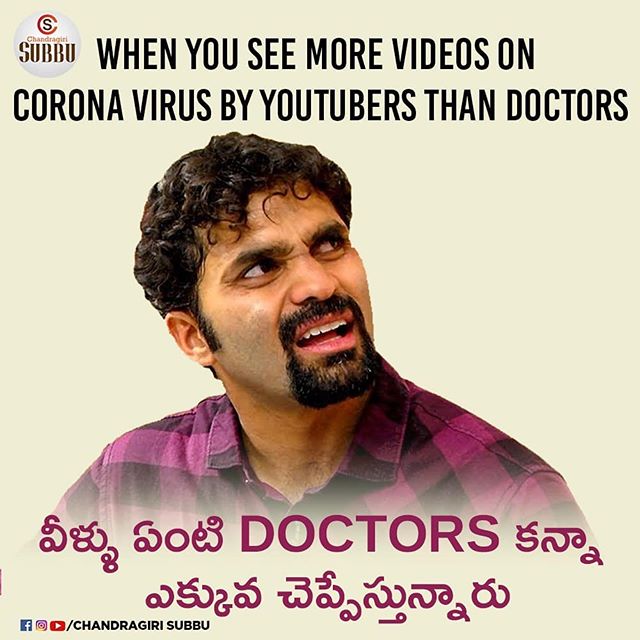 CS
Chandragiri
SUBBU
WHEN YOU SEE MORE VIDEOS ON
CORONA VIRUS BY YOUTUBERS THAN DOCTORS
వీళ్ళు ఏంటి DOCTORS కన్నా
ఎక్కువ చెప్పేస్తున్నారు
/CHANDRAGIRI SUBBU